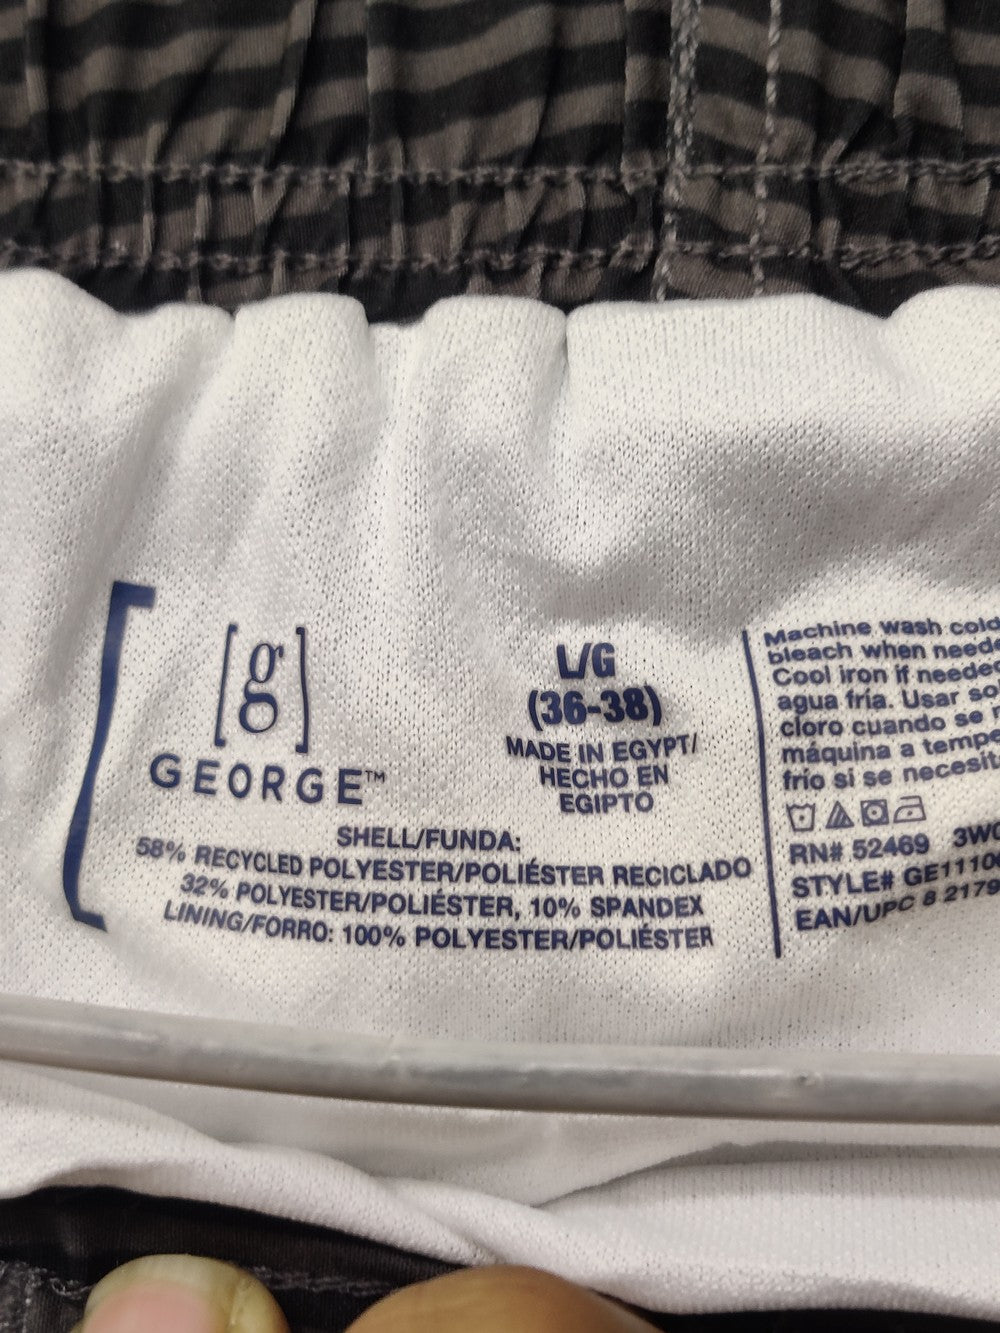 [g]
GEORGE™
L/G
(36-38)
MADE IN EGYPT/
HECHO EN
EGIPTO
SHELL/FUNDA:
58% RECYCLED POLYESTER/POLIÉSTER RECICLADO
32% POLYESTER/POLIÉSTER, 10% SPANDEX
LINING/FORRO: 100% POLYESTER/POLIÉSTER
Machine wash cold
bleach when
Cool iron if
agua fría. Usar
cloro cuando se
máquina a
frío si se
RN# 52469
STYLE#
EAN/UPC 8